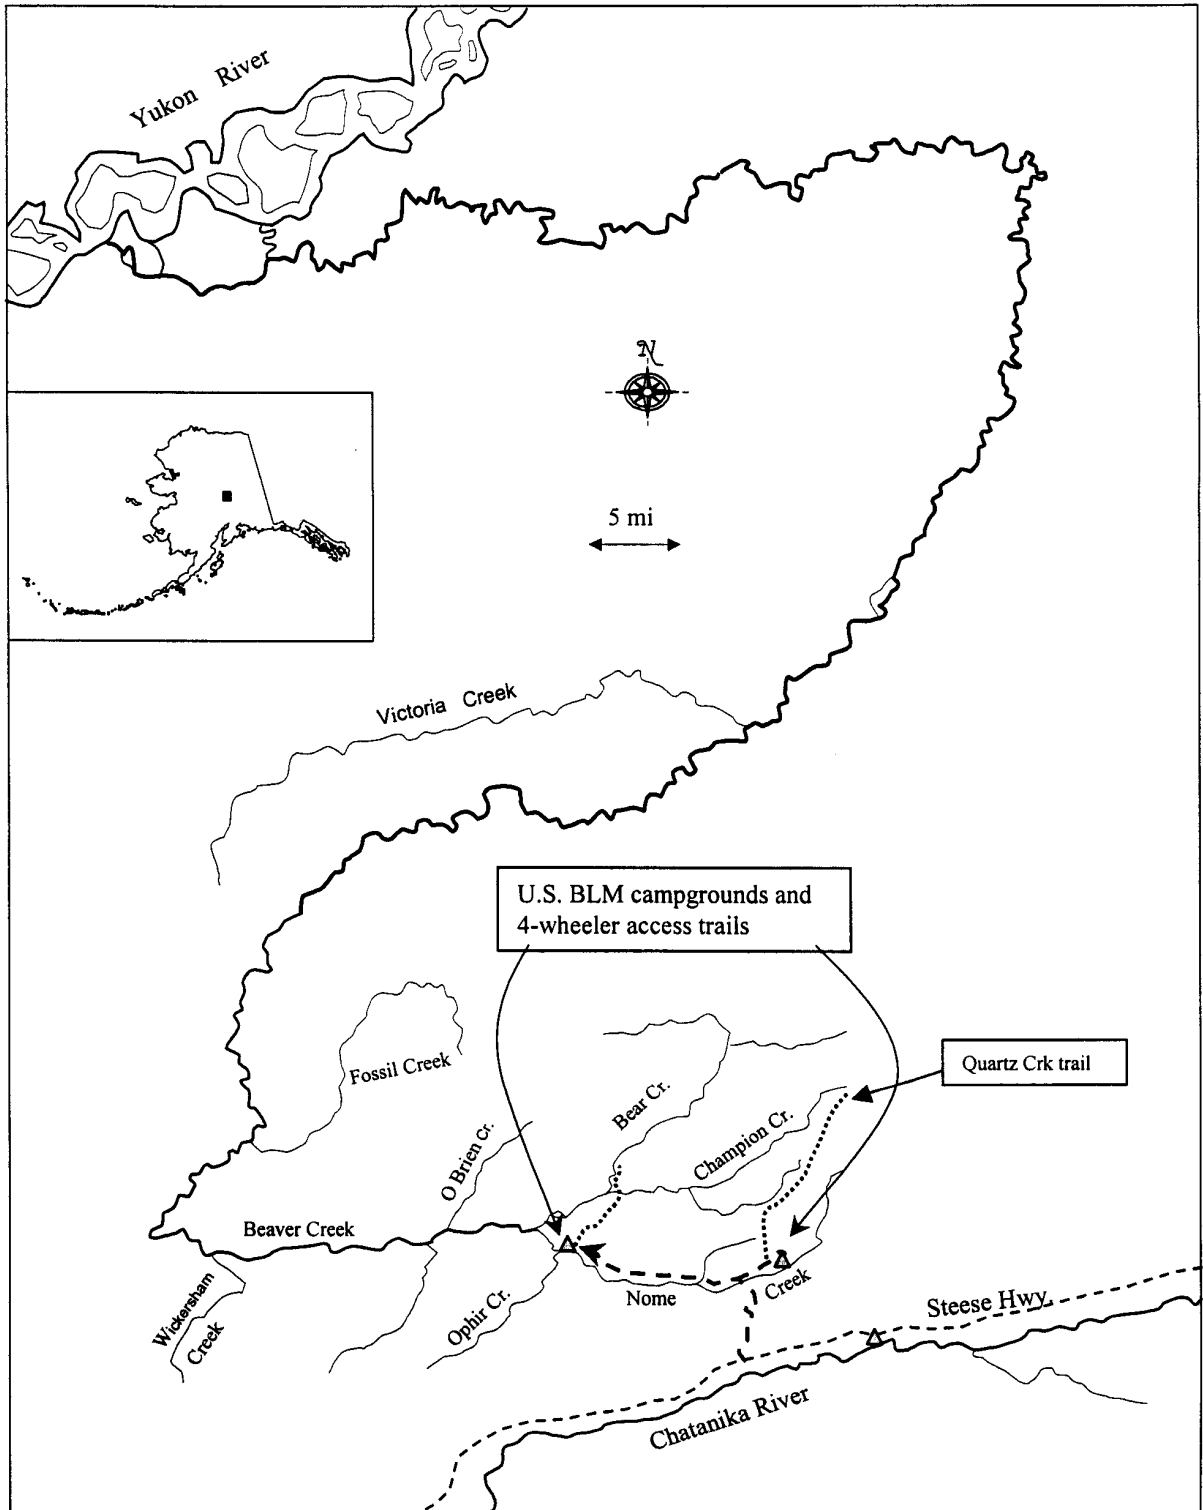 Yukon River
N
5 mi
Victoria Creek
U.S. BLM campgrounds and
4-wheeler access trails
Quartz Crk trail
Fossil Creek
Bear Cr.
Champion Cr.
O Brien Cr.
Beaver Creek
Wickersham
Creek
Ophir Cr.
Nome
Creek
Steese Hwy.
Chatanika River